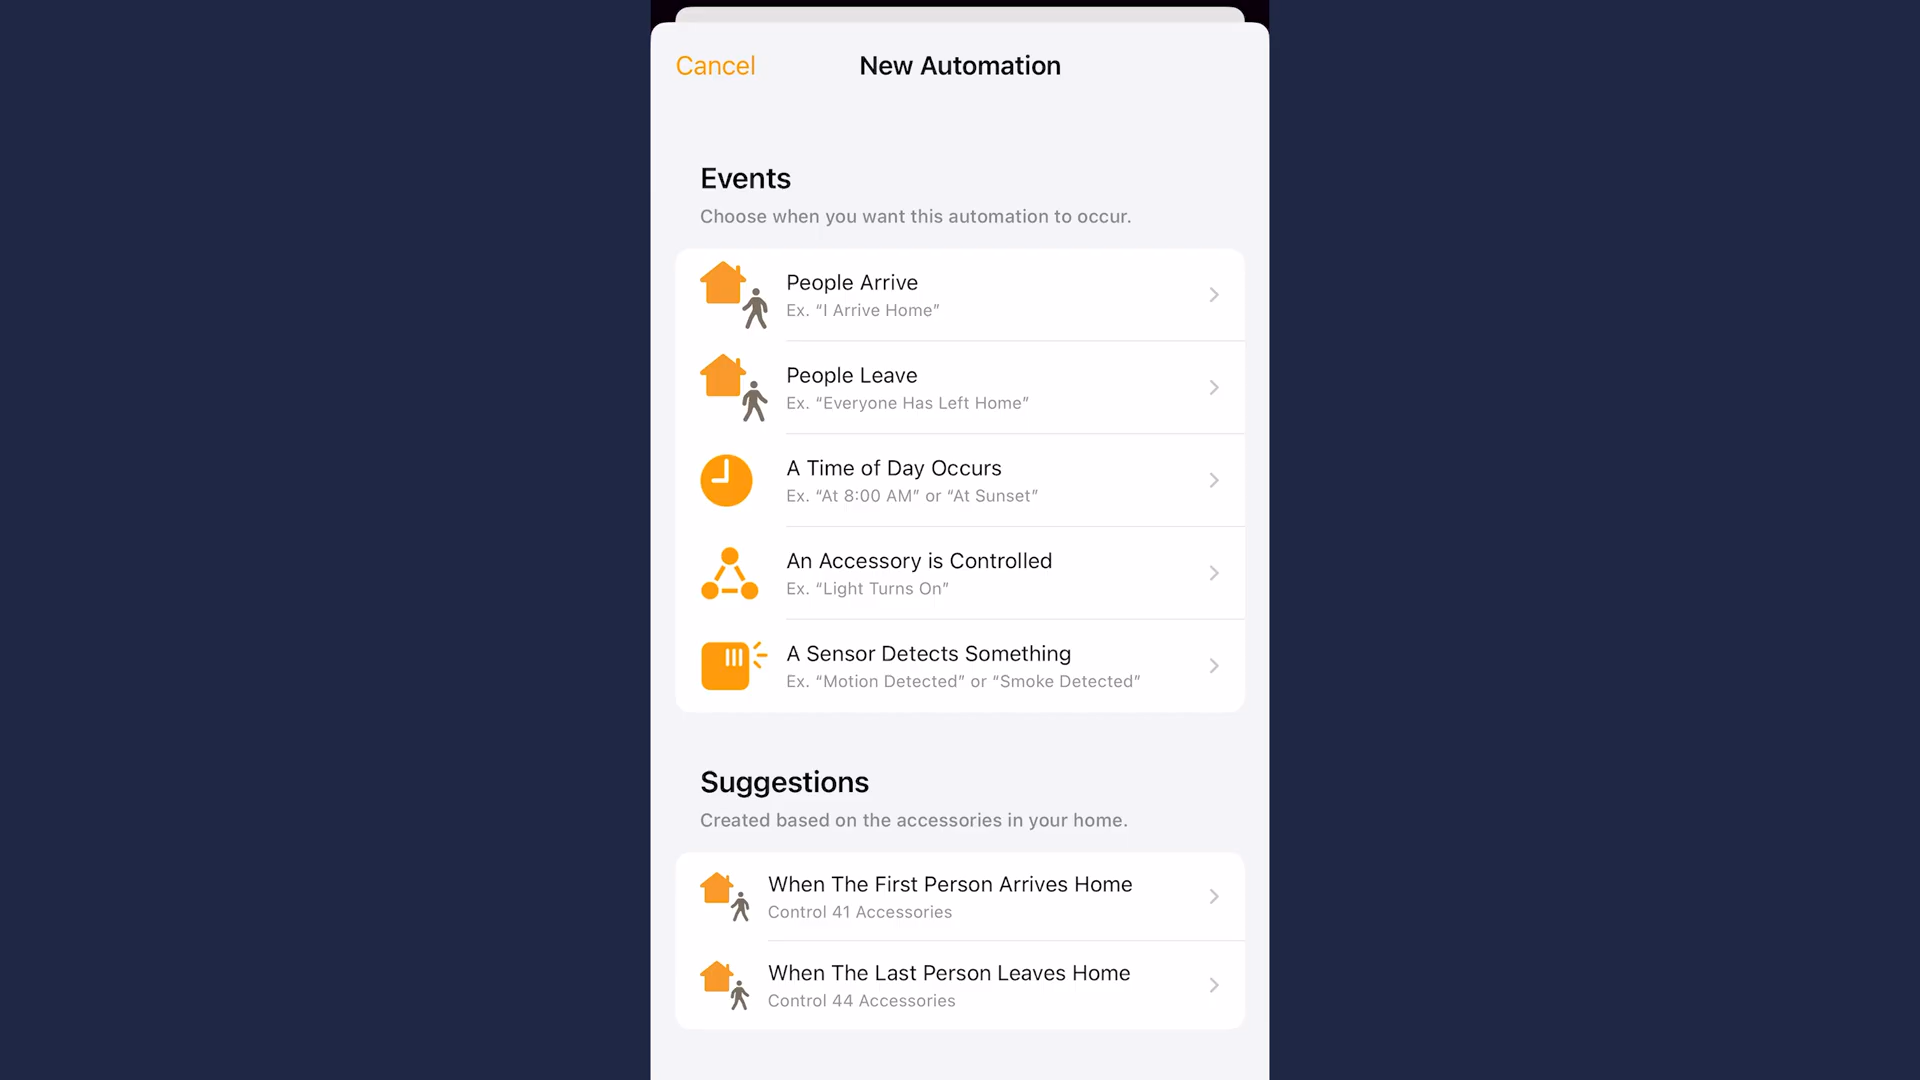 Cancel
New Automation
Events
Choose when you want this automation to occur.
People Arrive
Ex. “I Arrive Home”
People Leave
Ex. “Everyone Has Left Home”
A Time of Day Occurs
Ex. “At 8:00 AM” or “At Sunset”
An Accessory is Controlled
Ex. “Light Turns On”
A Sensor Detects Something
Ex. “Motion Detected” or “Smoke Detected”
Suggestions
Created based on the accessories in your home.
When The First Person Arrives Home
Control 41 Accessories
When The Last Person Leaves Home
Control 44 Accessories